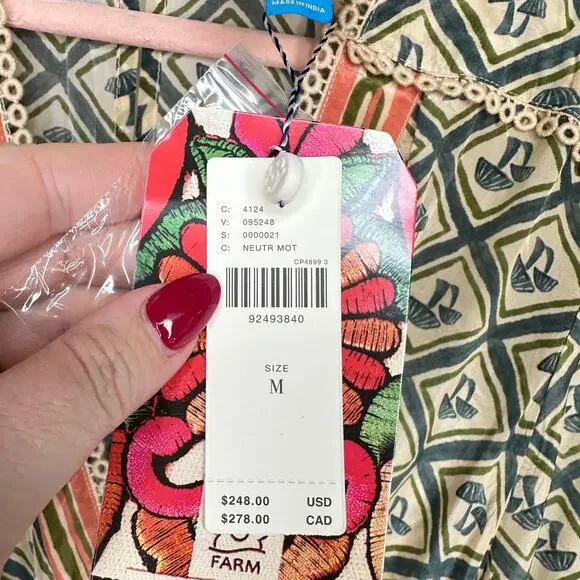 MADE IN INDIA
C: 4124
V: 095248
S: 0000021
C: NEUTR MOT
CP4899 3
92493840
SIZE
M
$248.00 USD
$278.00 CAD
FARM